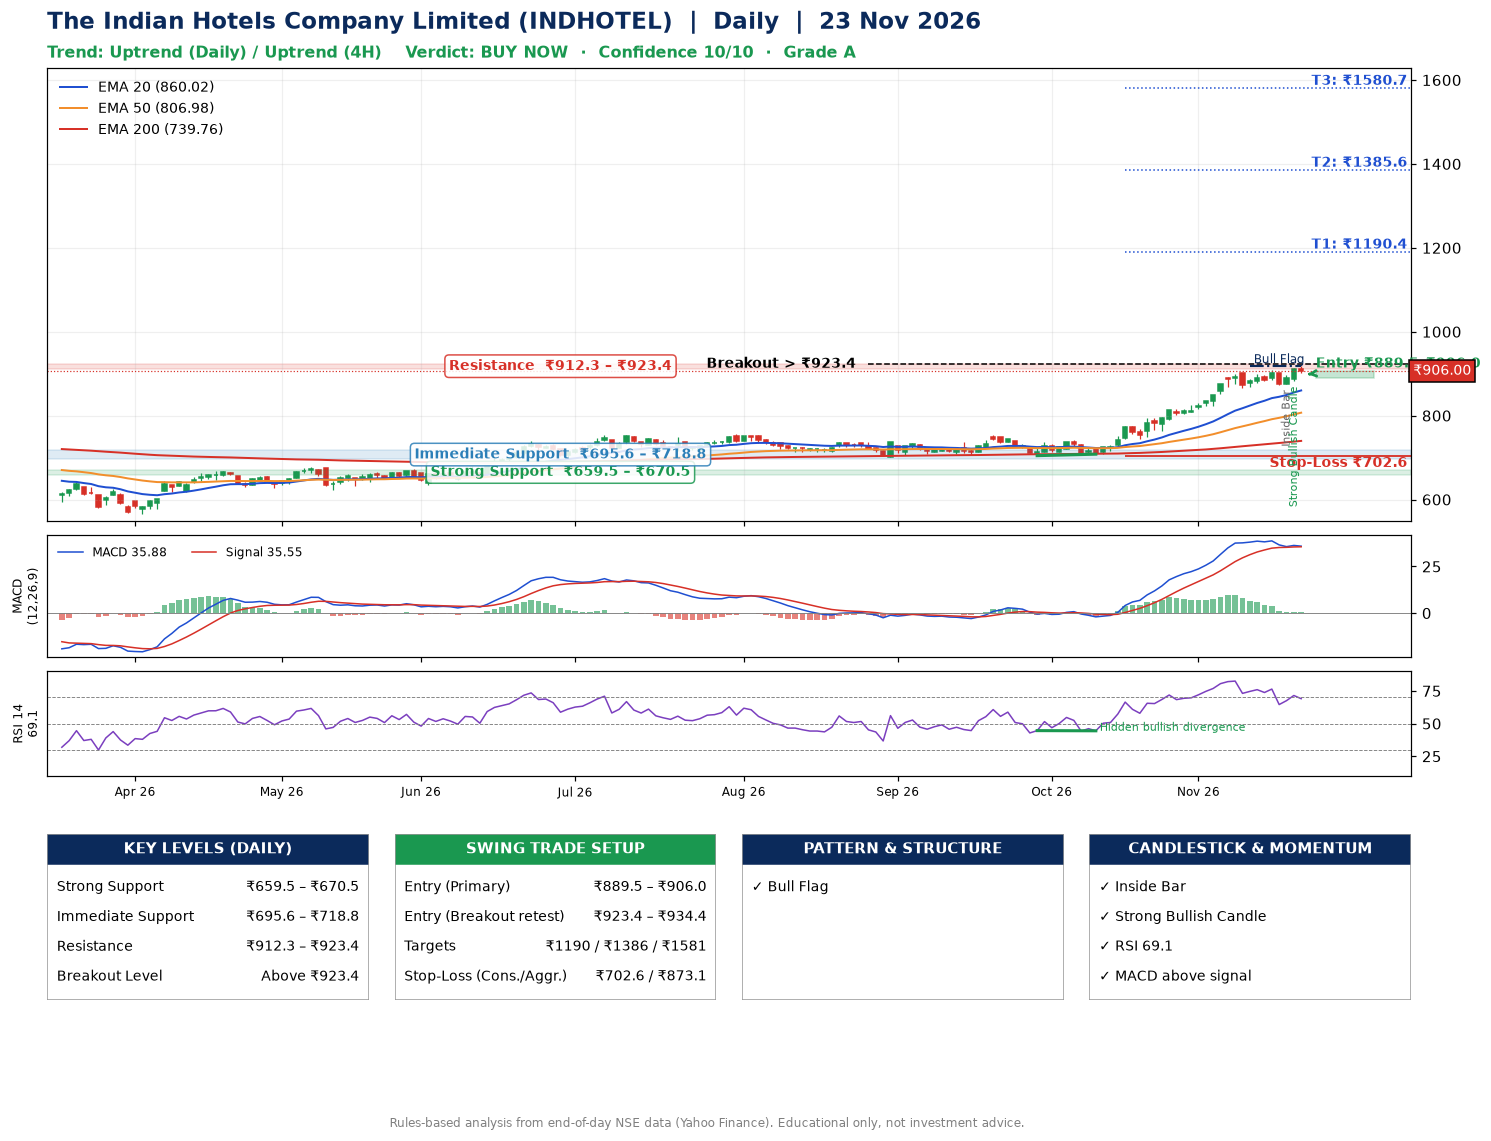 The Indian Hotels Company Limited (INDHOTEL)  |  Daily  |  23 Nov 2026
Trend: Uptrend (Daily) / Uptrend (4H)    Verdict: BUY NOW  ·  Confidence 10/10  ·  Grade A
EMA 20 (860.02)
EMA 50 (806.98)
EMA 200 (739.76)
T3: ₹1580.7
T2: ₹1385.6
T1: ₹1190.4
1600
1400
1200
1000
800
600
Resistance  ₹912.3 – ₹923.4
Breakout > ₹923.4
Bull Flag
Entry ₹889.5
₹906.00
Immediate Support  ₹695.6 – ₹718.8
Strong Support  ₹659.5 – ₹670.5
Inside Bar
Strong Bullish Candle
Stop-Loss ₹702.6
MACD
(12,26,9)
MACD 35.88
Signal 35.55
25
0
RSI 14
69.1
Hidden bullish divergence
75
50
25
Apr 26
May 26
Jun 26
Jul 26
Aug 26
Sep 26
Oct 26
Nov 26
KEY LEVELS (DAILY)
Strong Support ₹659.5 – ₹670.5
Immediate Support ₹695.6 – ₹718.8
Resistance ₹912.3 – ₹923.4
Breakout Level Above ₹923.4
SWING TRADE SETUP
Entry (Primary) ₹889.5 – ₹906.0
Entry (Breakout retest) ₹923.4 – ₹934.4
Targets ₹1190 / ₹1386 / ₹1581
Stop-Loss (Cons./Aggr.) ₹702.6 / ₹873.1
PATTERN & STRUCTURE
✓ Bull Flag
CANDLESTICK & MOMENTUM
✓ Inside Bar
✓ Strong Bullish Candle
✓ RSI 69.1
✓ MACD above signal
Rules-based analysis from end-of-day NSE data (Yahoo Finance). Educational only, not investment advice.